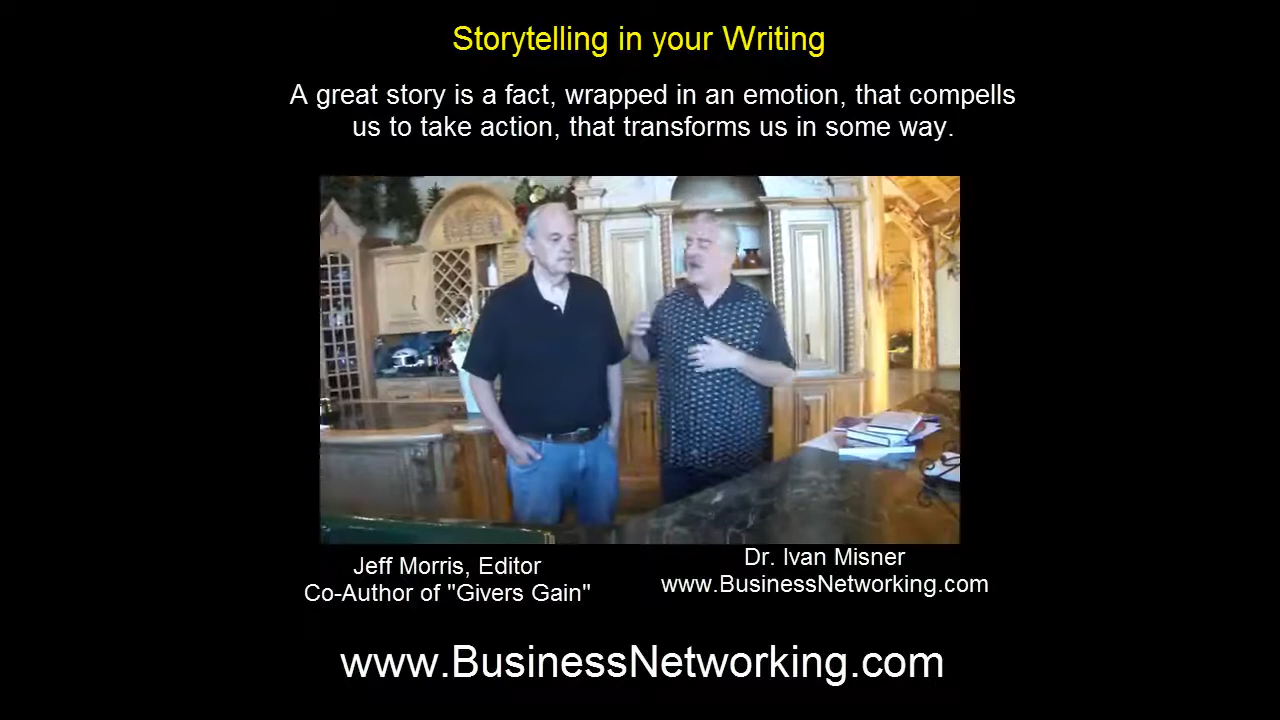 Storytelling in your Writing
A great story is a fact, wrapped in an emotion, that compells
us to take action, that transforms us in some way.
Jeff Morris, Editor
Co-Author of "Givers Gain"
Dr. Ivan Misner
www.BusinessNetworking.com
www.BusinessNetworking.com